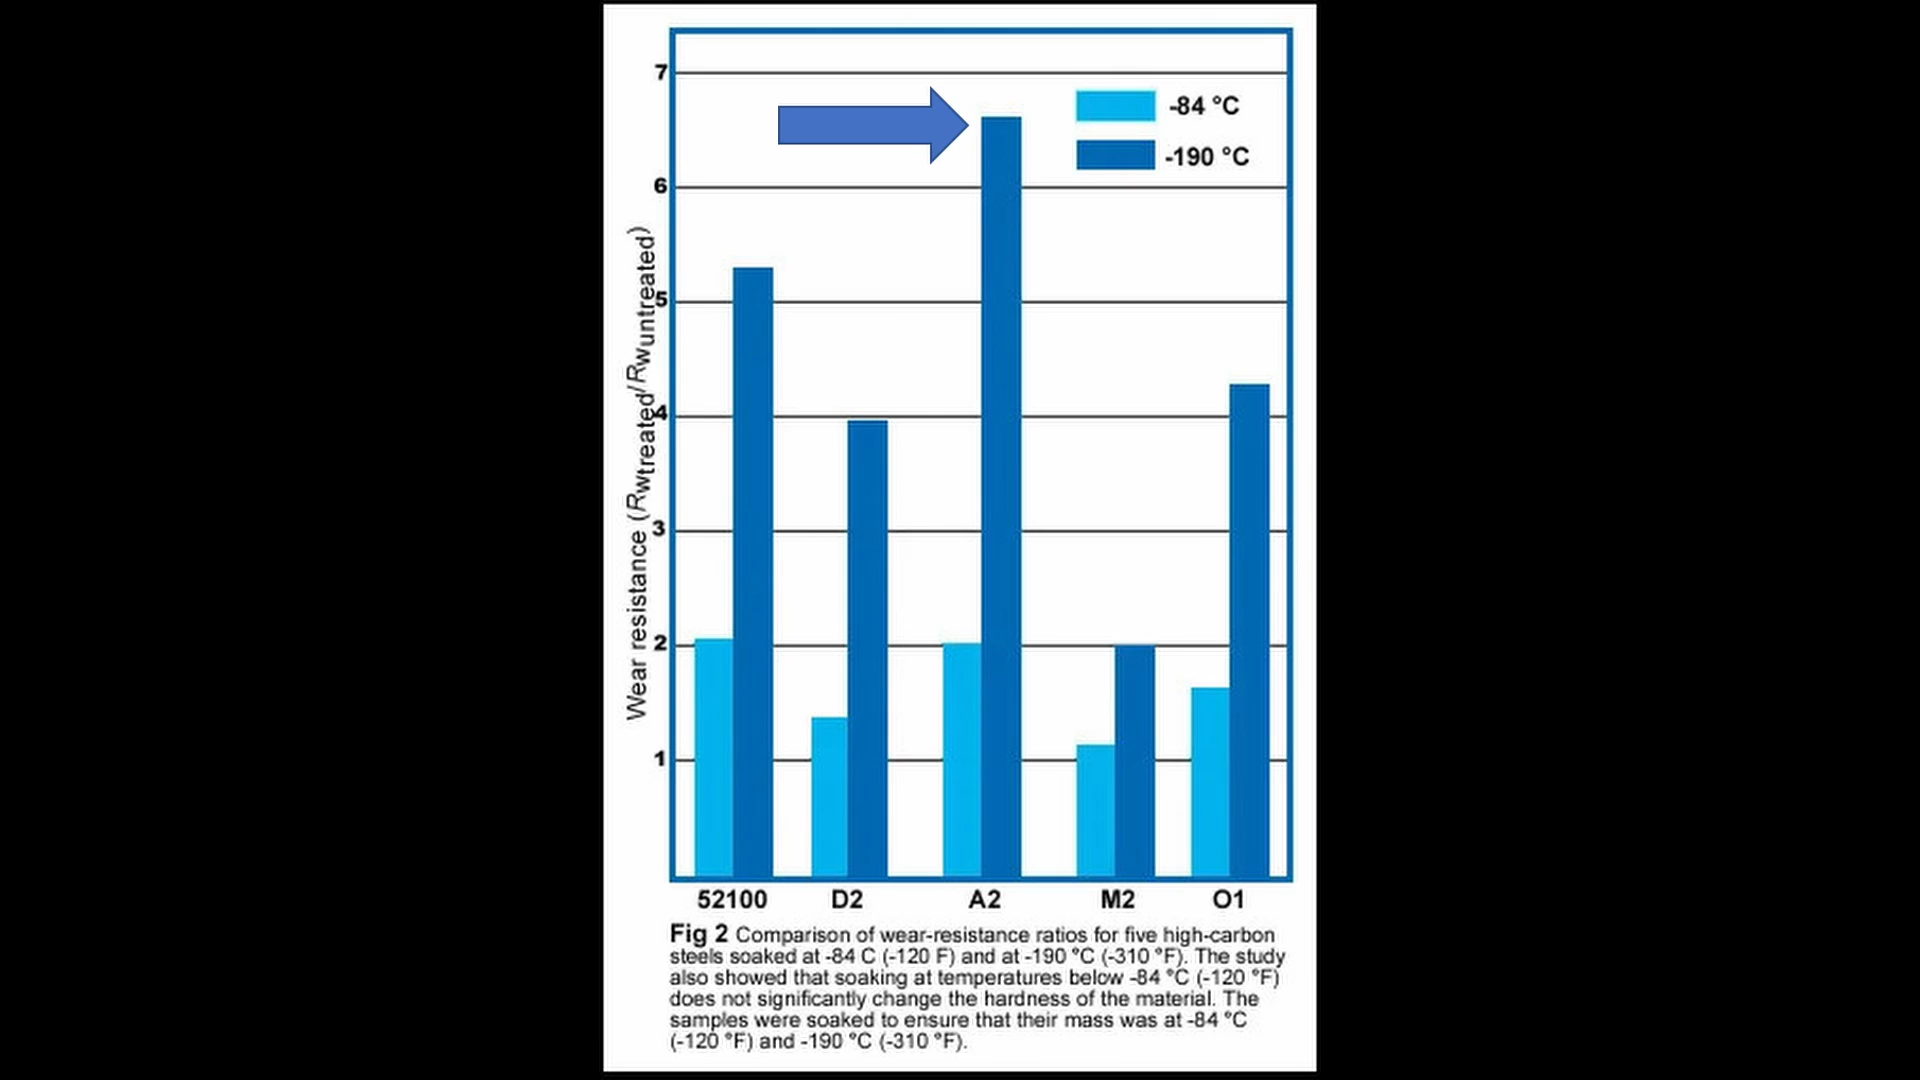 7
-84 °C
-190 °C
6
5
4
3
2
1
Wear resistance (Rwtreated/Rwuntreated)
52100 D2 A2 M2 O1
Fig 2 Comparison of wear-resistance ratios for five high-carbon
steels soaked at -84 C (-120 F) and at -190 °C (-310 °F). The study
also showed that soaking at temperatures below -84 °C (-120 °F)
does not significantly change the hardness of the material. The
samples were soaked to ensure that their mass was at -84 °C
(-120 °F) and -190 °C (-310 °F).